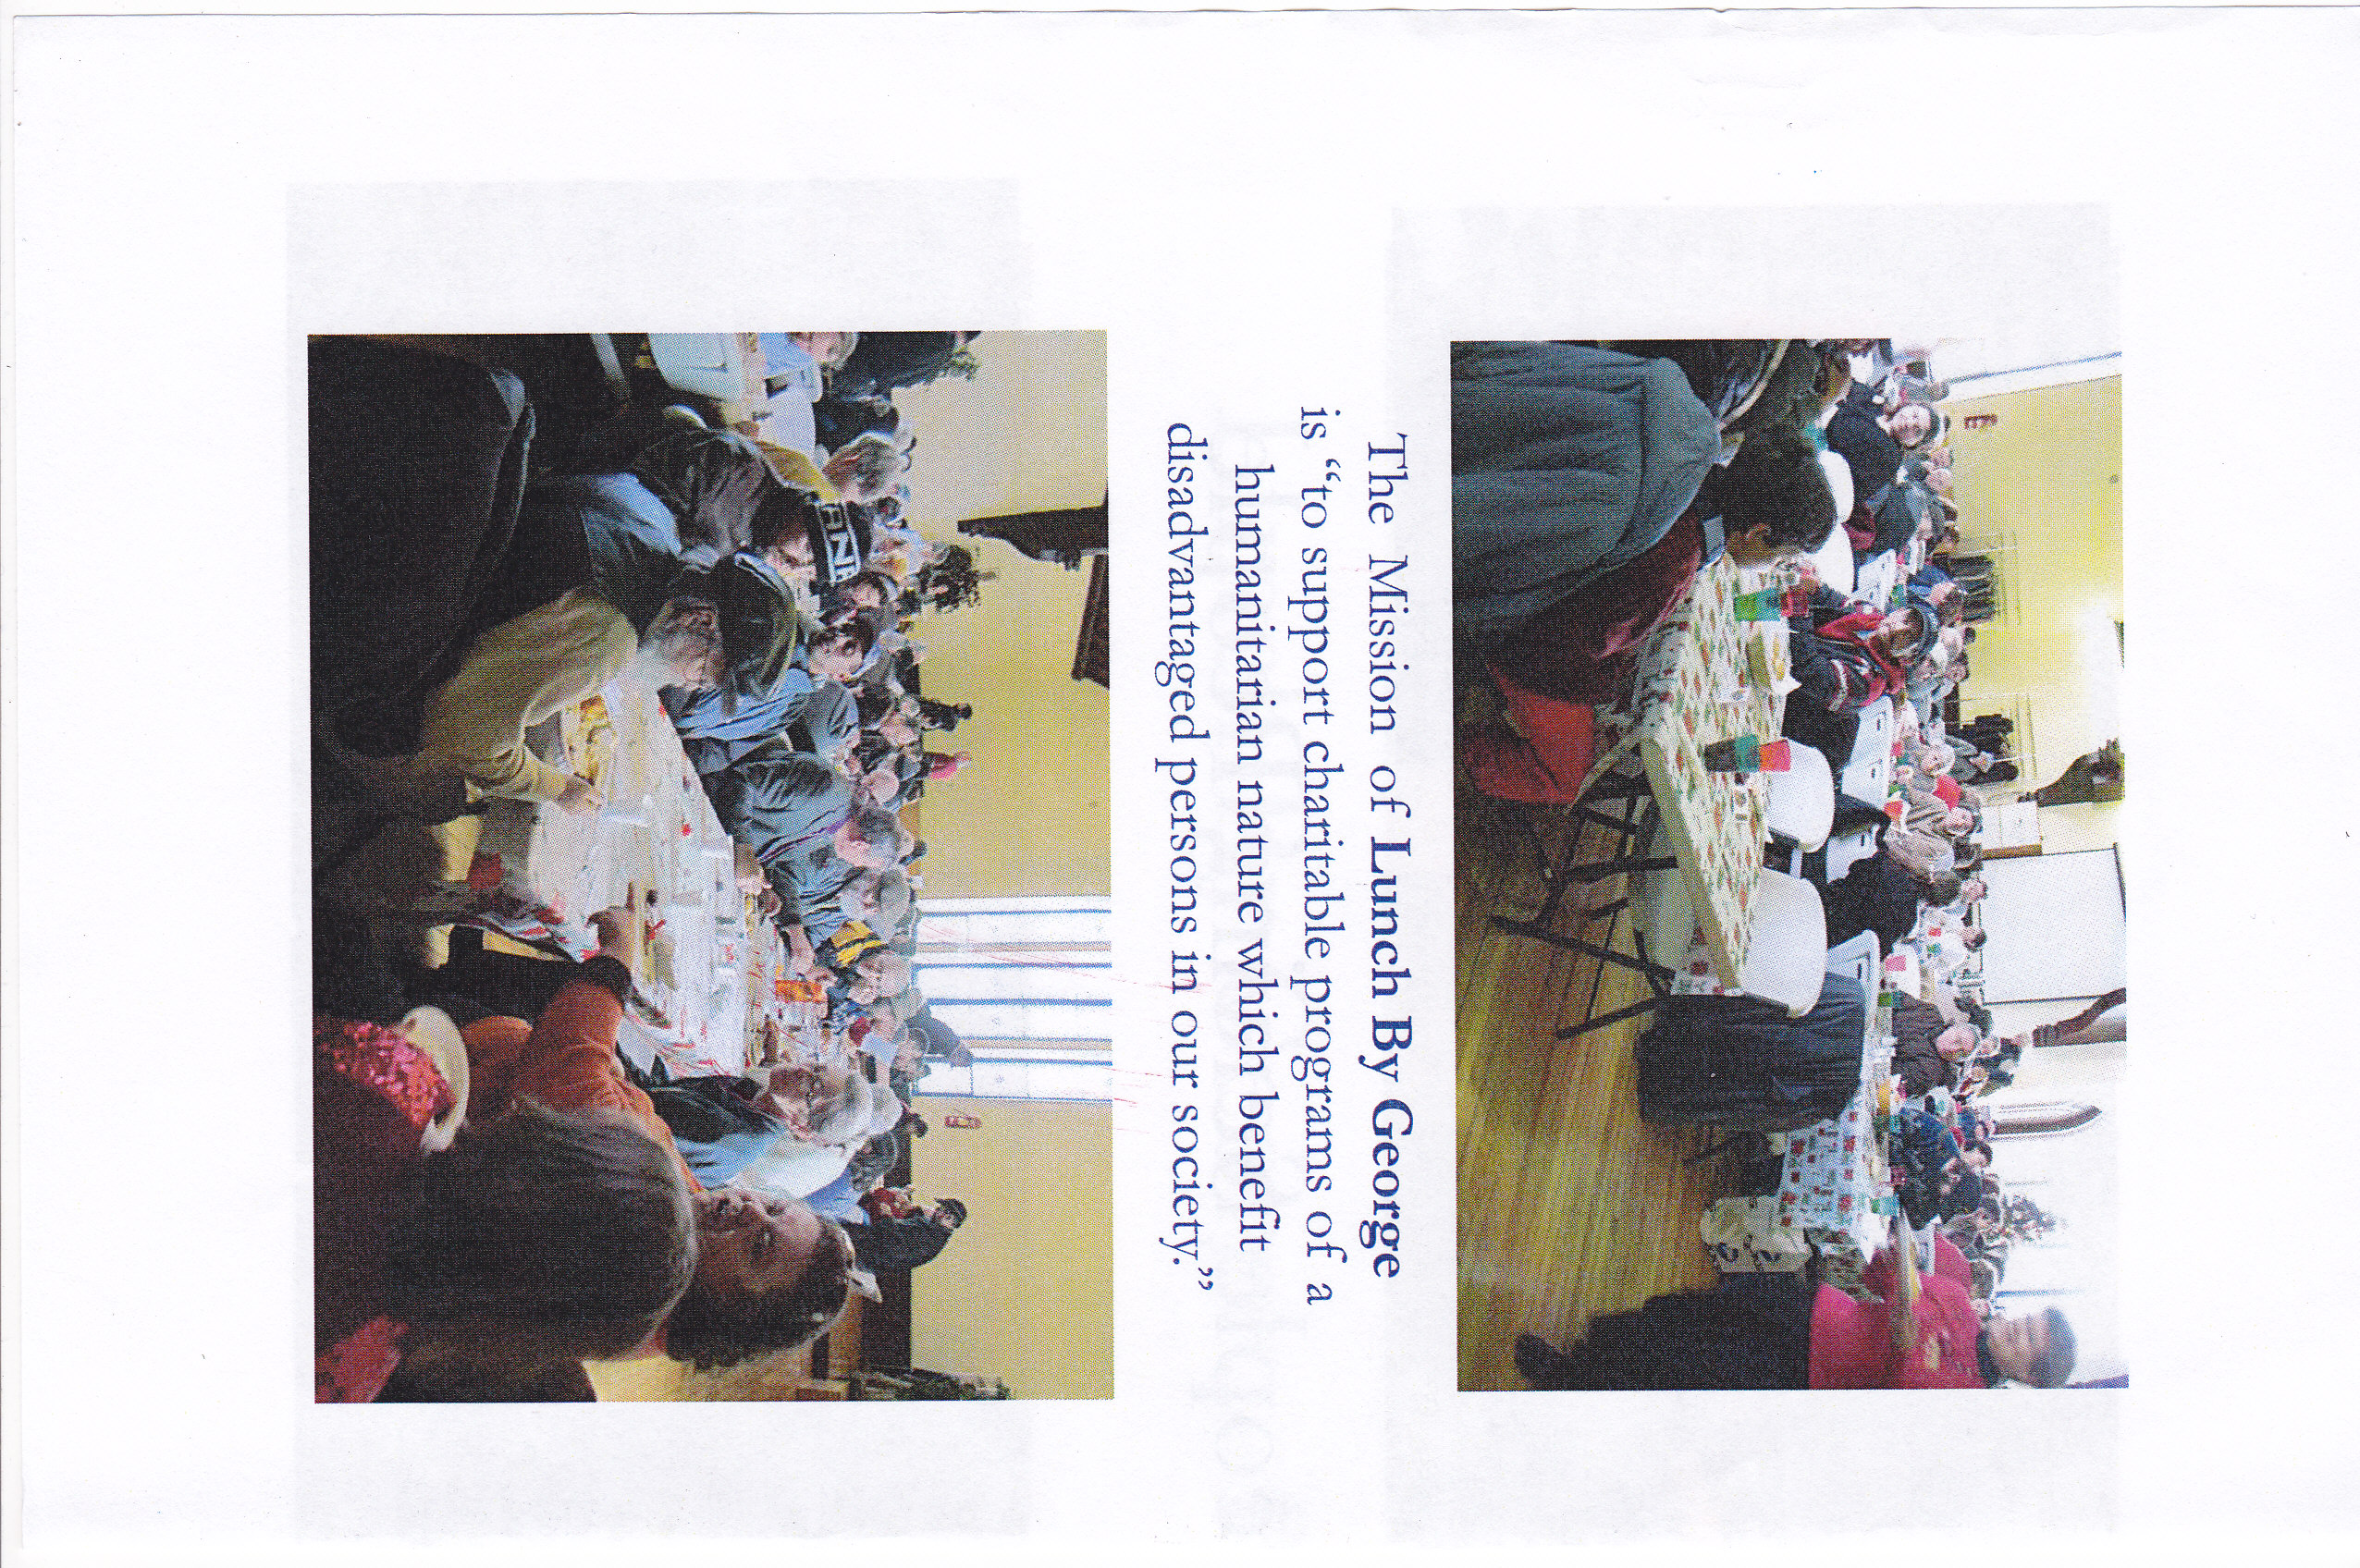 The Mission of Lunch By George
is “to support charitable programs of a
humanitarian nature which benefit
disadvantaged persons in our society.”